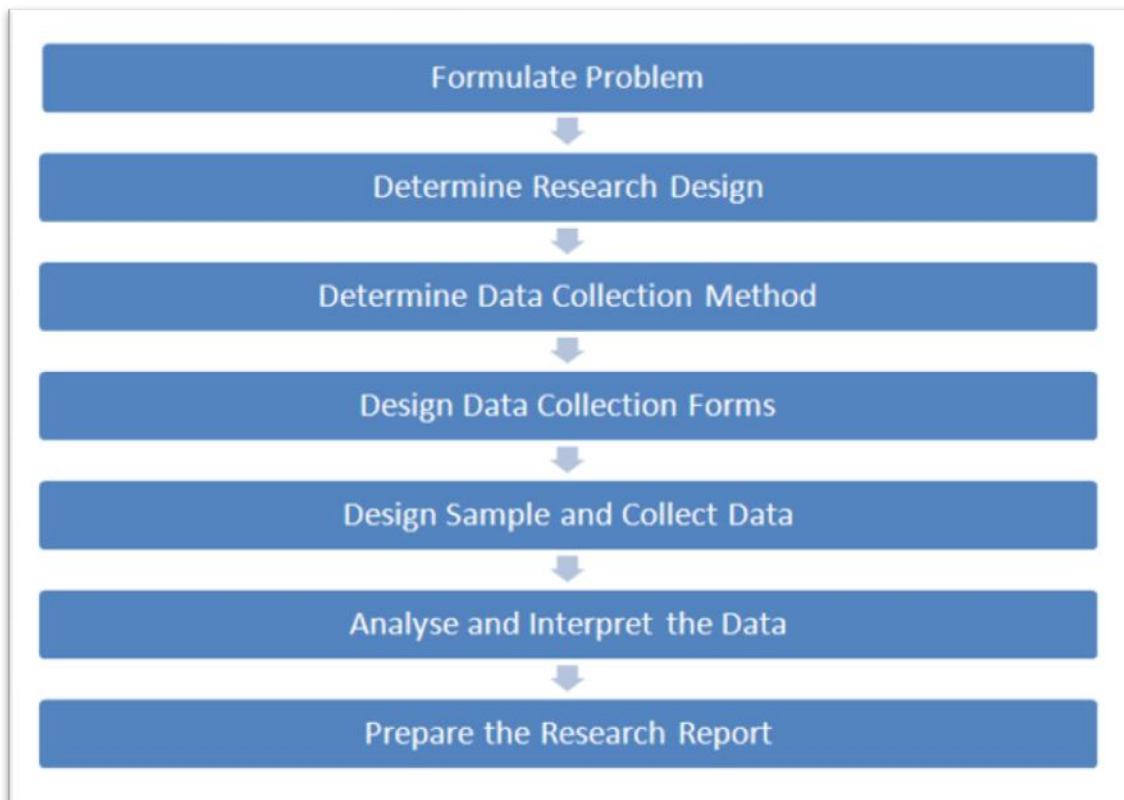 Formulate Problem
Determine Research Design
Determine Data Collection Method
Design Data Collection Forms
Design Sample and Collect Data
Analyse and Interpret the Data
Prepare the Research Report